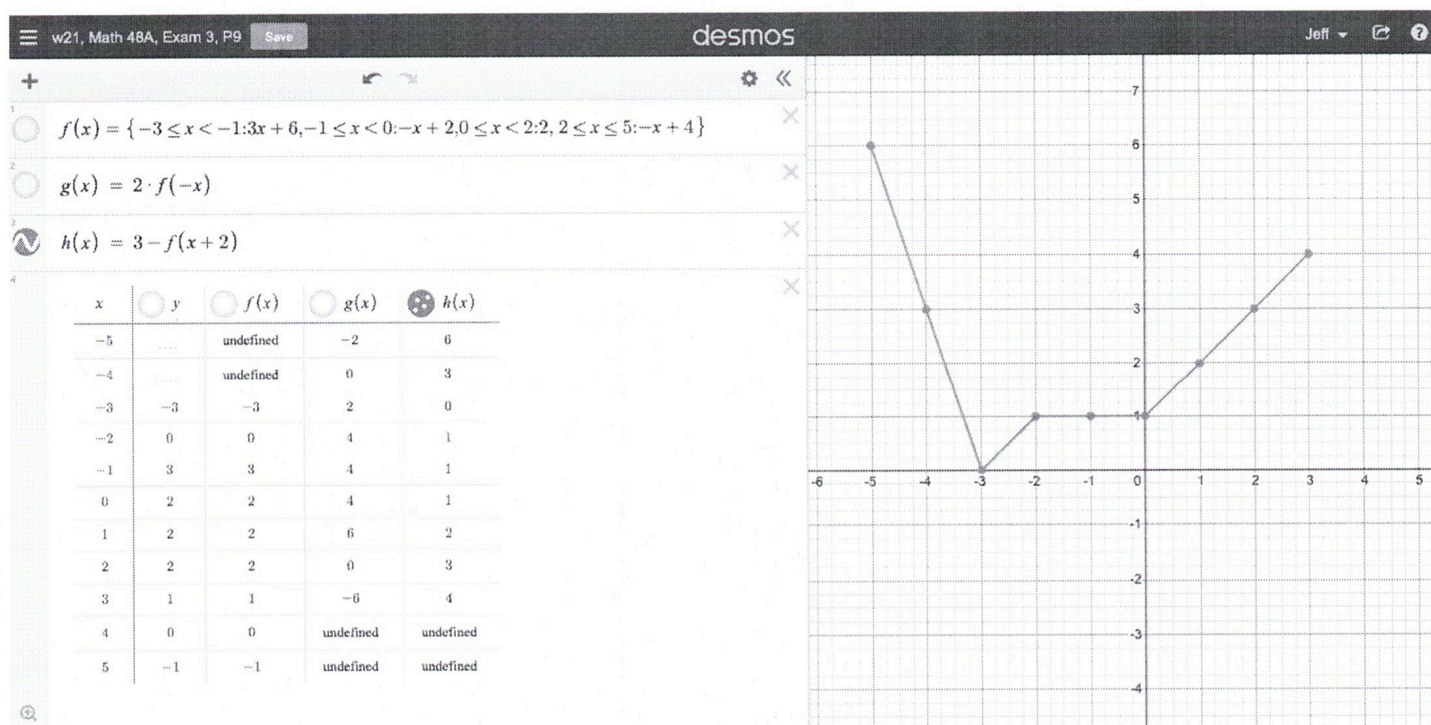 w21, Math 48A, Exam 3, P9 Save desmos Jeff
1
f(x) = {−3 ≤ x < −1:3x + 6,−1 ≤ x < 0:−x + 2,0 ≤ x < 2:2, 2 ≤ x ≤ 5:−x + 4}
2
g(x) = 2 · f(−x)
3
h(x) = 3 − f(x + 2)
4
x y f(x) g(x) h(x)
−5 undefined −2 6
−4 undefined 0 3
−3 −3 −3 2 0
−2 0 0 4 1
−1 3 3 4 1
0 2 2 4 1
1 2 2 6 2
2 2 2 0 3
3 1 1 −6 4
4 0 0 undefined undefined
5 −1 −1 undefined undefined
7
6
5
4
3
2
1
-6 -5 -4 -3 -2 -1 0 1 2 3 4 5
-1
-2
-3
-4